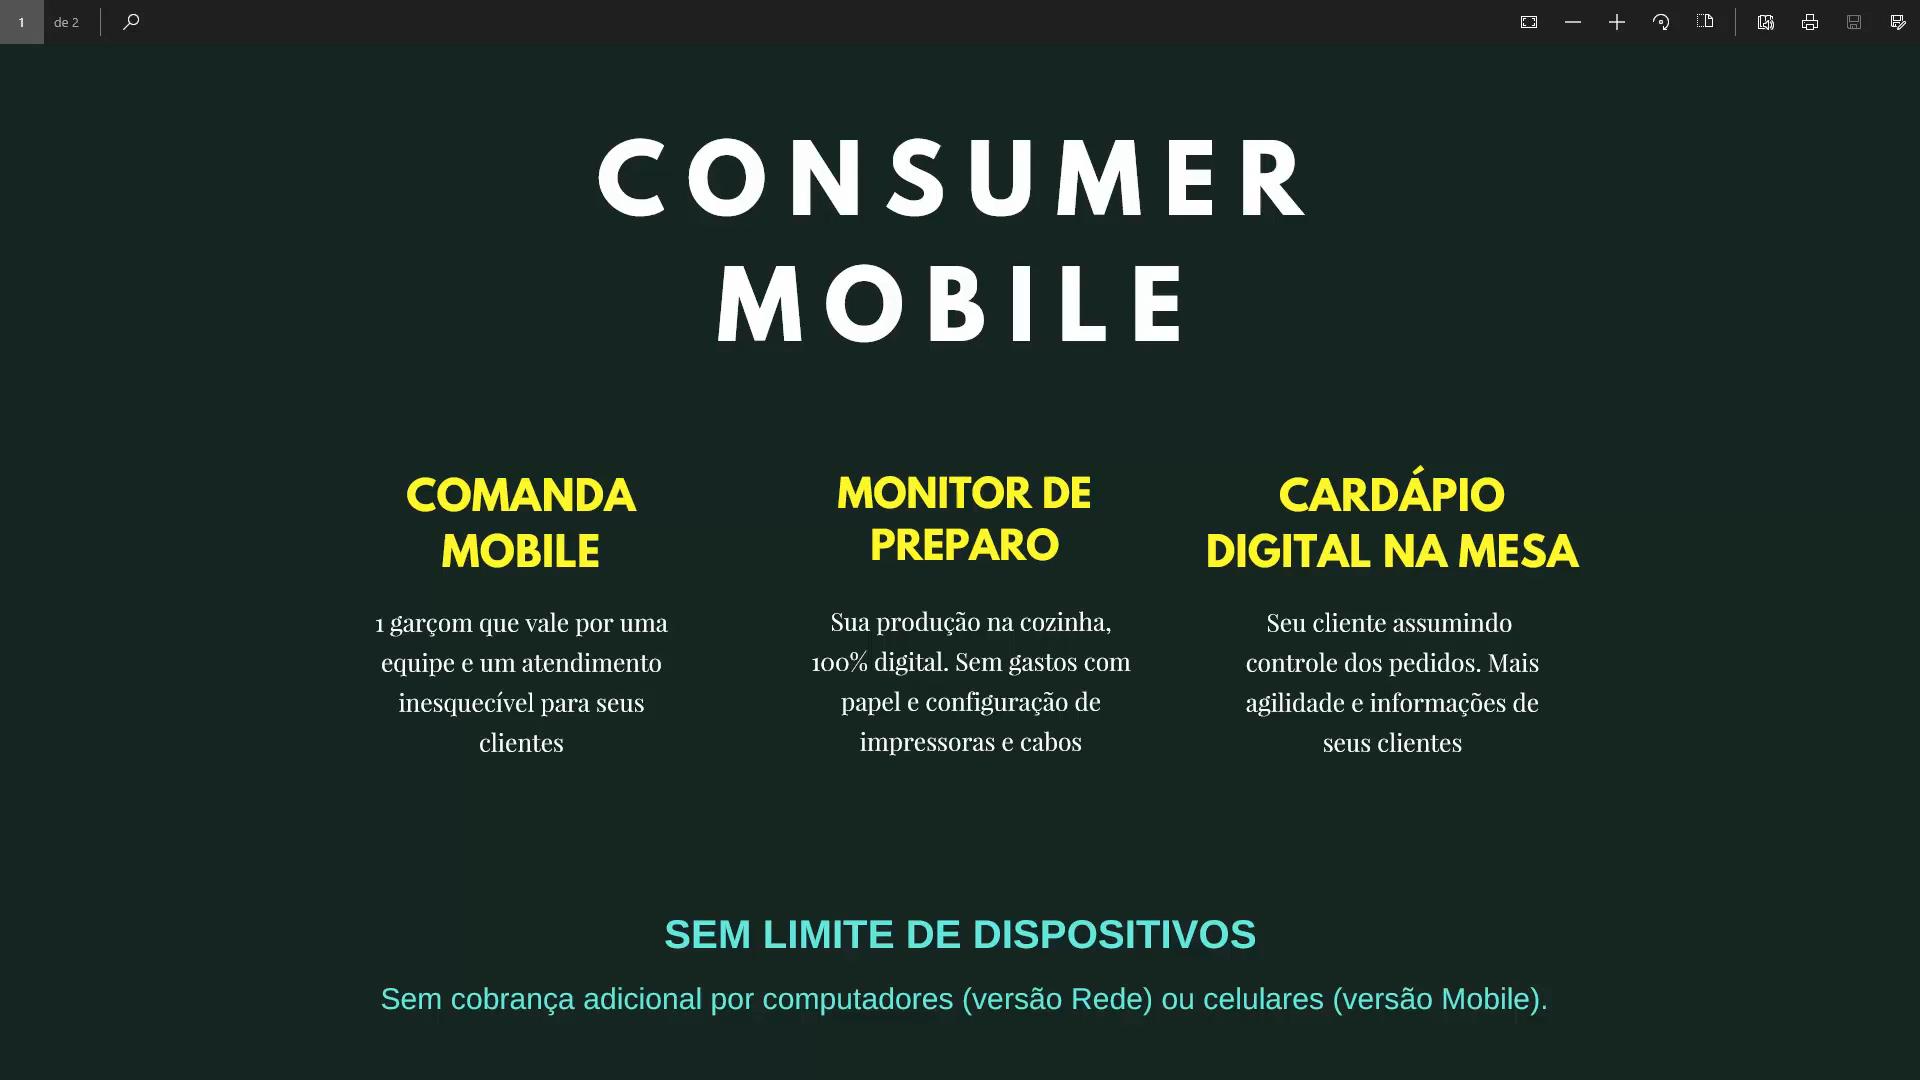 1 de 2
CONSUMER
MOBILE
COMANDA
MOBILE
1 garçom que vale por uma
equipe e um atendimento
inesquecível para seus
clientes
MONITOR DE
PREPARO
Sua produção na cozinha,
100% digital. Sem gastos com
papel e configuração de
impressoras e cabos
CARDÁPIO
DIGITAL NA MESA
Seu cliente assumindo
controle dos pedidos. Mais
agilidade e informações de
seus clientes
SEM LIMITE DE DISPOSITIVOS
Sem cobrança adicional por computadores (versão Rede) ou celulares (versão Mobile).